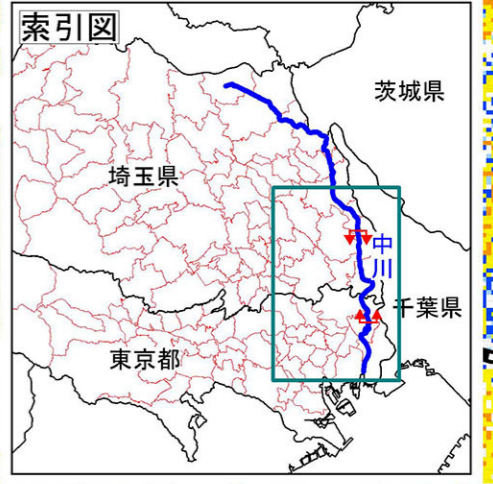 索引図
茨城県
埼玉県
中川
千葉県
東京都